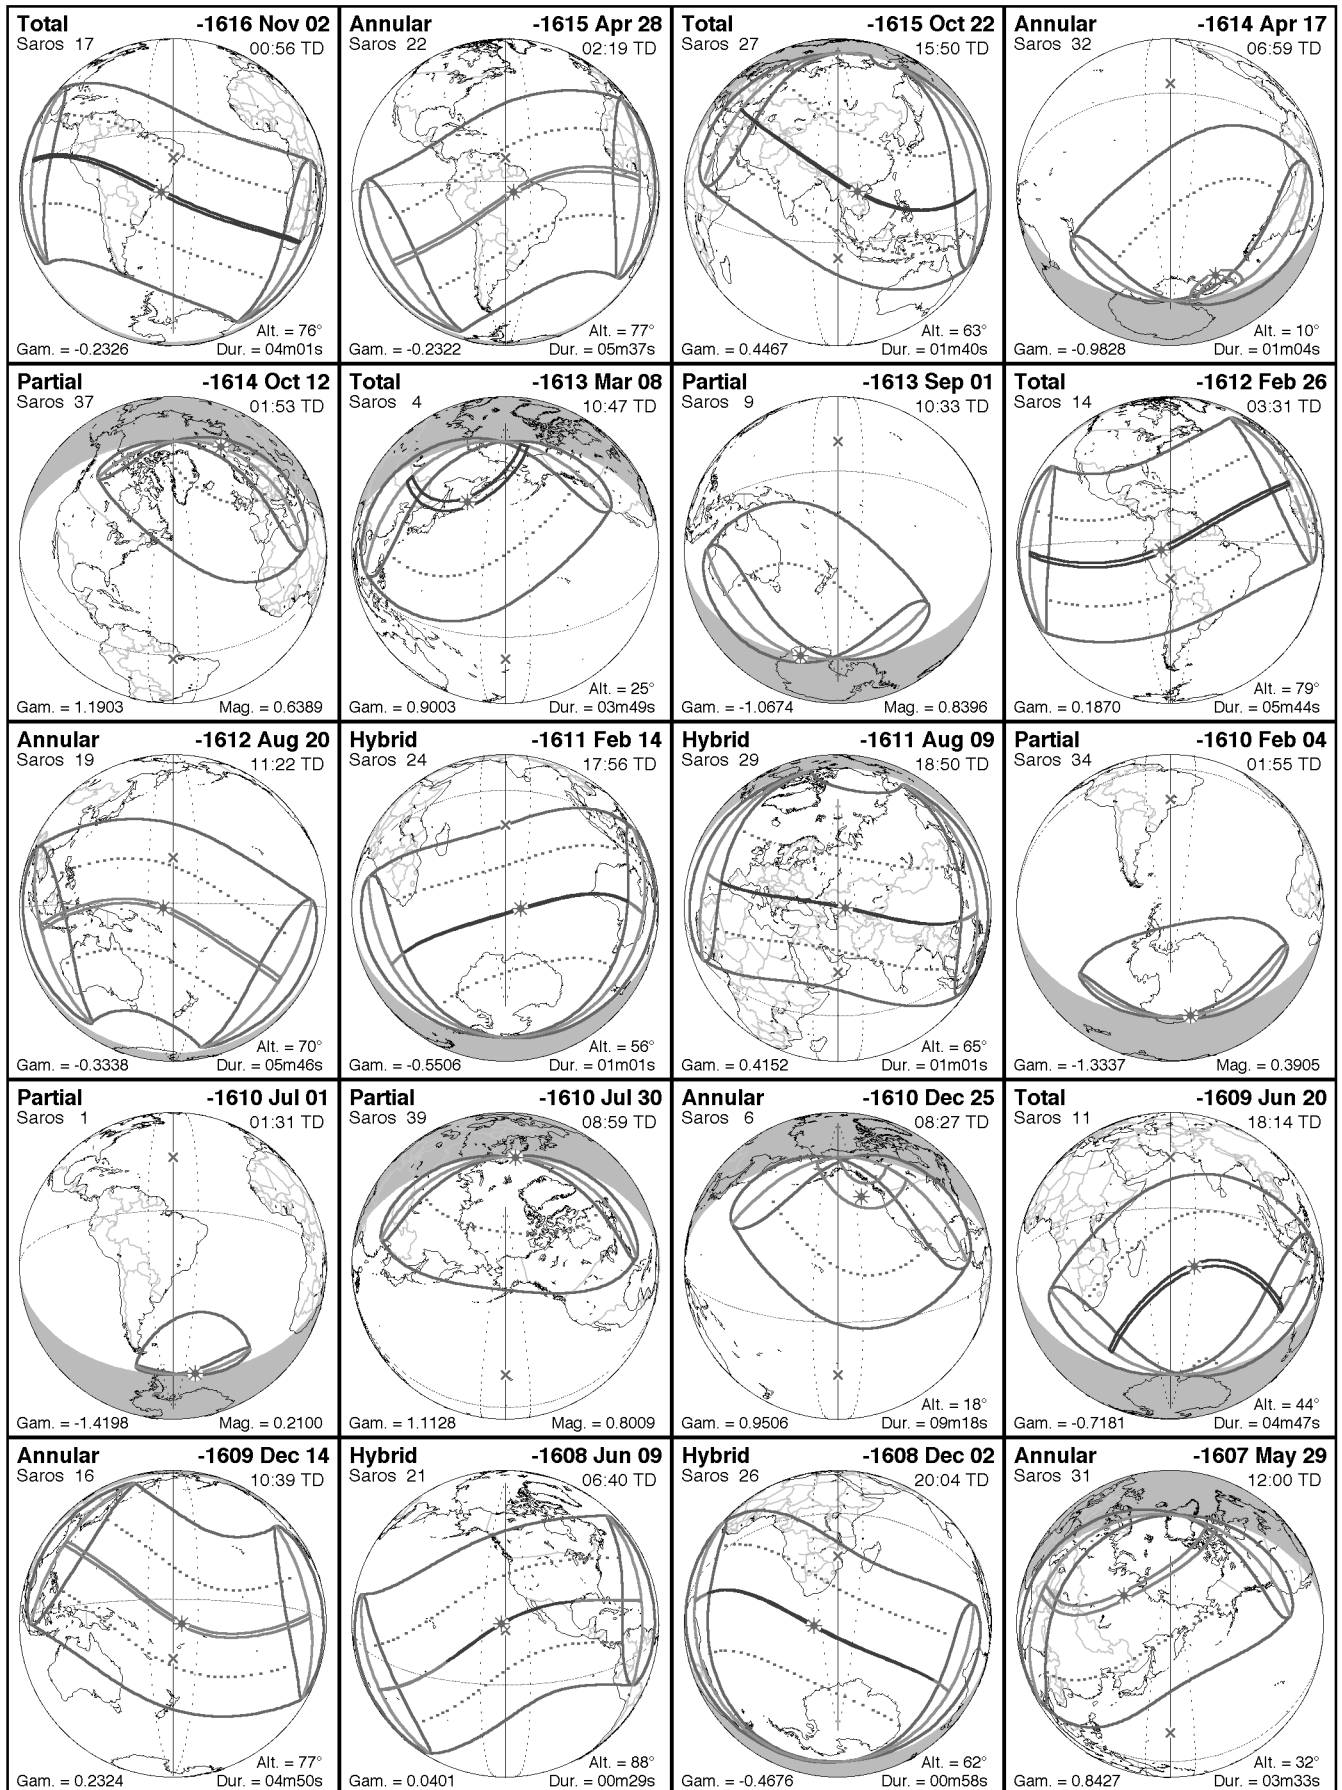 Total -1616 Nov 02
Saros 17 00:56 TD
Alt. = 76°
Gam. = -0.2326 Dur. = 04m01s
Annular -1615 Apr 28
Saros 22 02:19 TD
Alt. = 77°
Gam. = -0.2322 Dur. = 05m37s
Total -1615 Oct 22
Saros 27 15:50 TD
Alt. = 63°
Gam. = 0.4467 Dur. = 01m40s
Annular -1614 Apr 17
Saros 32 06:59 TD
Alt. = 10°
Gam. = -0.9828 Dur. = 01m04s
Partial -1614 Oct 12
Saros 37 01:53 TD
Gam. = 1.1903 Mag. = 0.6389
Total -1613 Mar 08
Saros 4 10:47 TD
Alt. = 25°
Gam. = 0.9003 Dur. = 03m49s
Partial -1613 Sep 01
Saros 9 10:33 TD
Gam. = -1.0674 Mag. = 0.8396
Total -1612 Feb 26
Saros 14 03:31 TD
Alt. = 79°
Gam. = 0.1870 Dur. = 05m44s
Annular -1612 Aug 20
Saros 19 11:22 TD
Alt. = 70°
Gam. = -0.3338 Dur. = 05m46s
Hybrid -1611 Feb 14
Saros 24 17:56 TD
Alt. = 56°
Gam. = -0.5506 Dur. = 01m01s
Hybrid -1611 Aug 09
Saros 29 18:50 TD
Alt. = 65°
Gam. = 0.4152 Dur. = 01m01s
Partial -1610 Feb 04
Saros 34 01:55 TD
Gam. = -1.3337 Mag. = 0.3905
Partial -1610 Jul 01
Saros 1 01:31 TD
Gam. = -1.4198 Mag. = 0.2100
Partial -1610 Jul 30
Saros 39 08:59 TD
Gam. = 1.1128 Mag. = 0.8009
Annular -1610 Dec 25
Saros 6 08:27 TD
Alt. = 18°
Gam. = 0.9506 Dur. = 09m18s
Total -1609 Jun 20
Saros 11 18:14 TD
Alt. = 44°
Gam. = -0.7181 Dur. = 04m47s
Annular -1609 Dec 14
Saros 16 10:39 TD
Alt. = 77°
Gam. = 0.2324 Dur. = 04m50s
Hybrid -1608 Jun 09
Saros 21 06:40 TD
Alt. = 88°
Gam. = 0.0401 Dur. = 00m29s
Hybrid -1608 Dec 02
Saros 26 20:04 TD
Alt. = 62°
Gam. = -0.4676 Dur. = 00m58s
Annular -1607 May 29
Saros 31 12:00 TD
Alt. = 32°
Gam. = 0.8427 Dur. = 03m33s